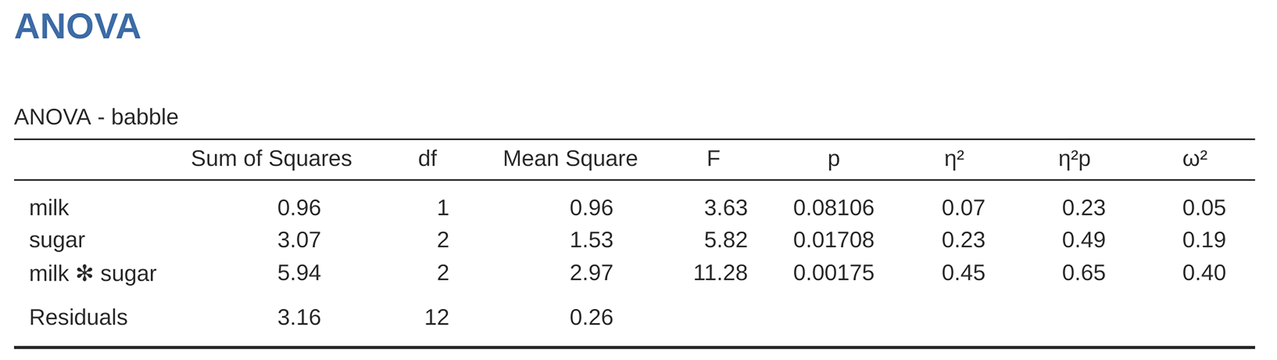 ANOVA
ANOVA - babble
Sum of Squares df Mean Square F p η² η²p ω²
milk 0.96 1 0.96 3.63 0.08106 0.07 0.23 0.05
sugar 3.07 2 1.53 5.82 0.01708 0.23 0.49 0.19
milk ✻ sugar 5.94 2 2.97 11.28 0.00175 0.45 0.65 0.40
Residuals 3.16 12 0.26